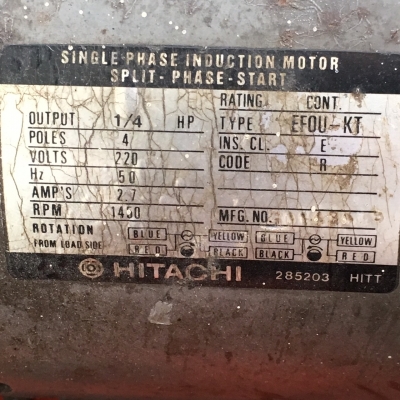 SINGLE-PHASE INDUCTION MOTOR
SPLIT-PHASE-START
RATING CONT.
OUTPUT 1/4 HP TYPE EFOU-KT
POLES 4 INS. CL. E
VOLTS 220 CODE R
Hz 50
AMP'S 2.7
RPM 1430 MFG. NO.
ROTATION BLUE YELLOW BLUE YELLOW
FROM LOAD SIDE RED BLACK BLACK RED
HITACHI 285203 HITT